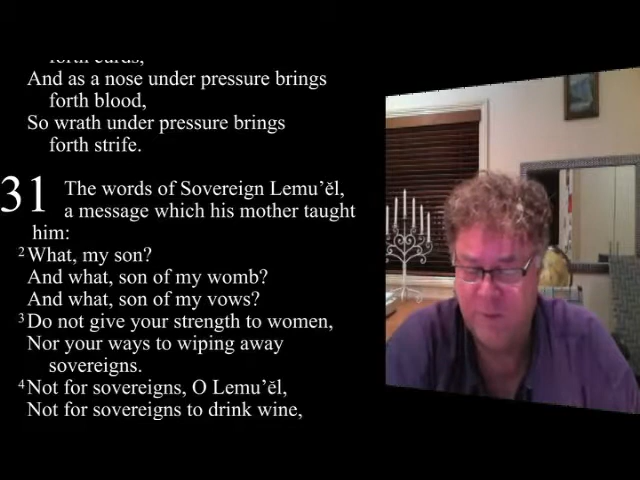 forth curds,
And as a nose under pressure brings
forth blood,
So wrath under pressure brings
forth strife.
31 The words of Sovereign Lemu’ĕl,
a message which his mother taught
him:
2 What, my son?
And what, son of my womb?
And what, son of my vows?
3 Do not give your strength to women,
Nor your ways to wiping away
sovereigns.
4 Not for sovereigns, O Lemu’ĕl,
Not for sovereigns to drink wine,